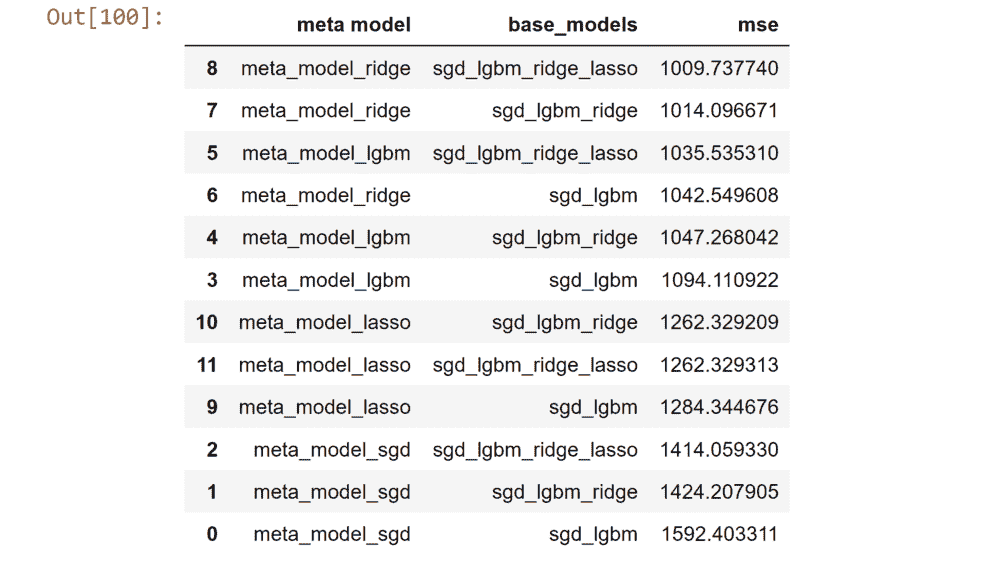 Out[100]:
meta model base_models mse
8 meta_model_ridge sgd_lgbm_ridge_lasso 1009.737740
7 meta_model_ridge sgd_lgbm_ridge 1014.096671
5 meta_model_lgbm sgd_lgbm_ridge_lasso 1035.535310
6 meta_model_ridge sgd_lgbm 1042.549608
4 meta_model_lgbm sgd_lgbm_ridge 1047.268042
3 meta_model_lgbm sgd_lgbm 1094.110922
10 meta_model_lasso sgd_lgbm_ridge 1262.329209
11 meta_model_lasso sgd_lgbm_ridge_lasso 1262.329313
9 meta_model_lasso sgd_lgbm 1284.344676
2 meta_model_sgd sgd_lgbm_ridge_lasso 1414.059330
1 meta_model_sgd sgd_lgbm_ridge 1424.207905
0 meta_model_sgd sgd_lgbm 1592.403311